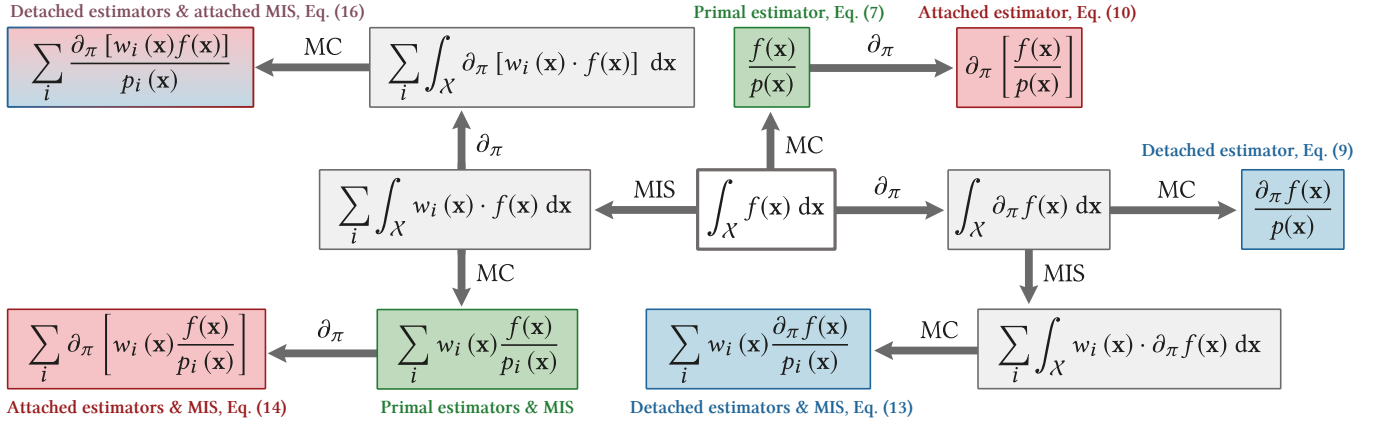 Detached estimators & attached MIS, Eq. (16)
Primal estimator, Eq. (7)
Attached estimator, Eq. (10)
∑_i ∂_π [w_i (x) f(x)] / p_i (x)
MC
∑_i ∫_𝒳 ∂_π [w_i (x) · f(x)] dx
f(x) / p(x)
∂_π
∂_π [f(x) / p(x)]
∂_π
MC
Detached estimator, Eq. (9)
∑_i ∫_𝒳 w_i (x) · f(x) dx
MIS
∫_𝒳 f(x) dx
∂_π
∫_𝒳 ∂_π f(x) dx
MC
∂_π f(x) / p(x)
MC
MIS
∑_i ∂_π [w_i (x) f(x) / p_i (x)]
∂_π
∑_i w_i (x) f(x) / p_i (x)
∑_i w_i (x) ∂_π f(x) / p_i (x)
MC
∑_i ∫_𝒳 w_i (x) · ∂_π f(x) dx
Attached estimators & MIS, Eq. (14)
Primal estimators & MIS
Detached estimators & MIS, Eq. (13)